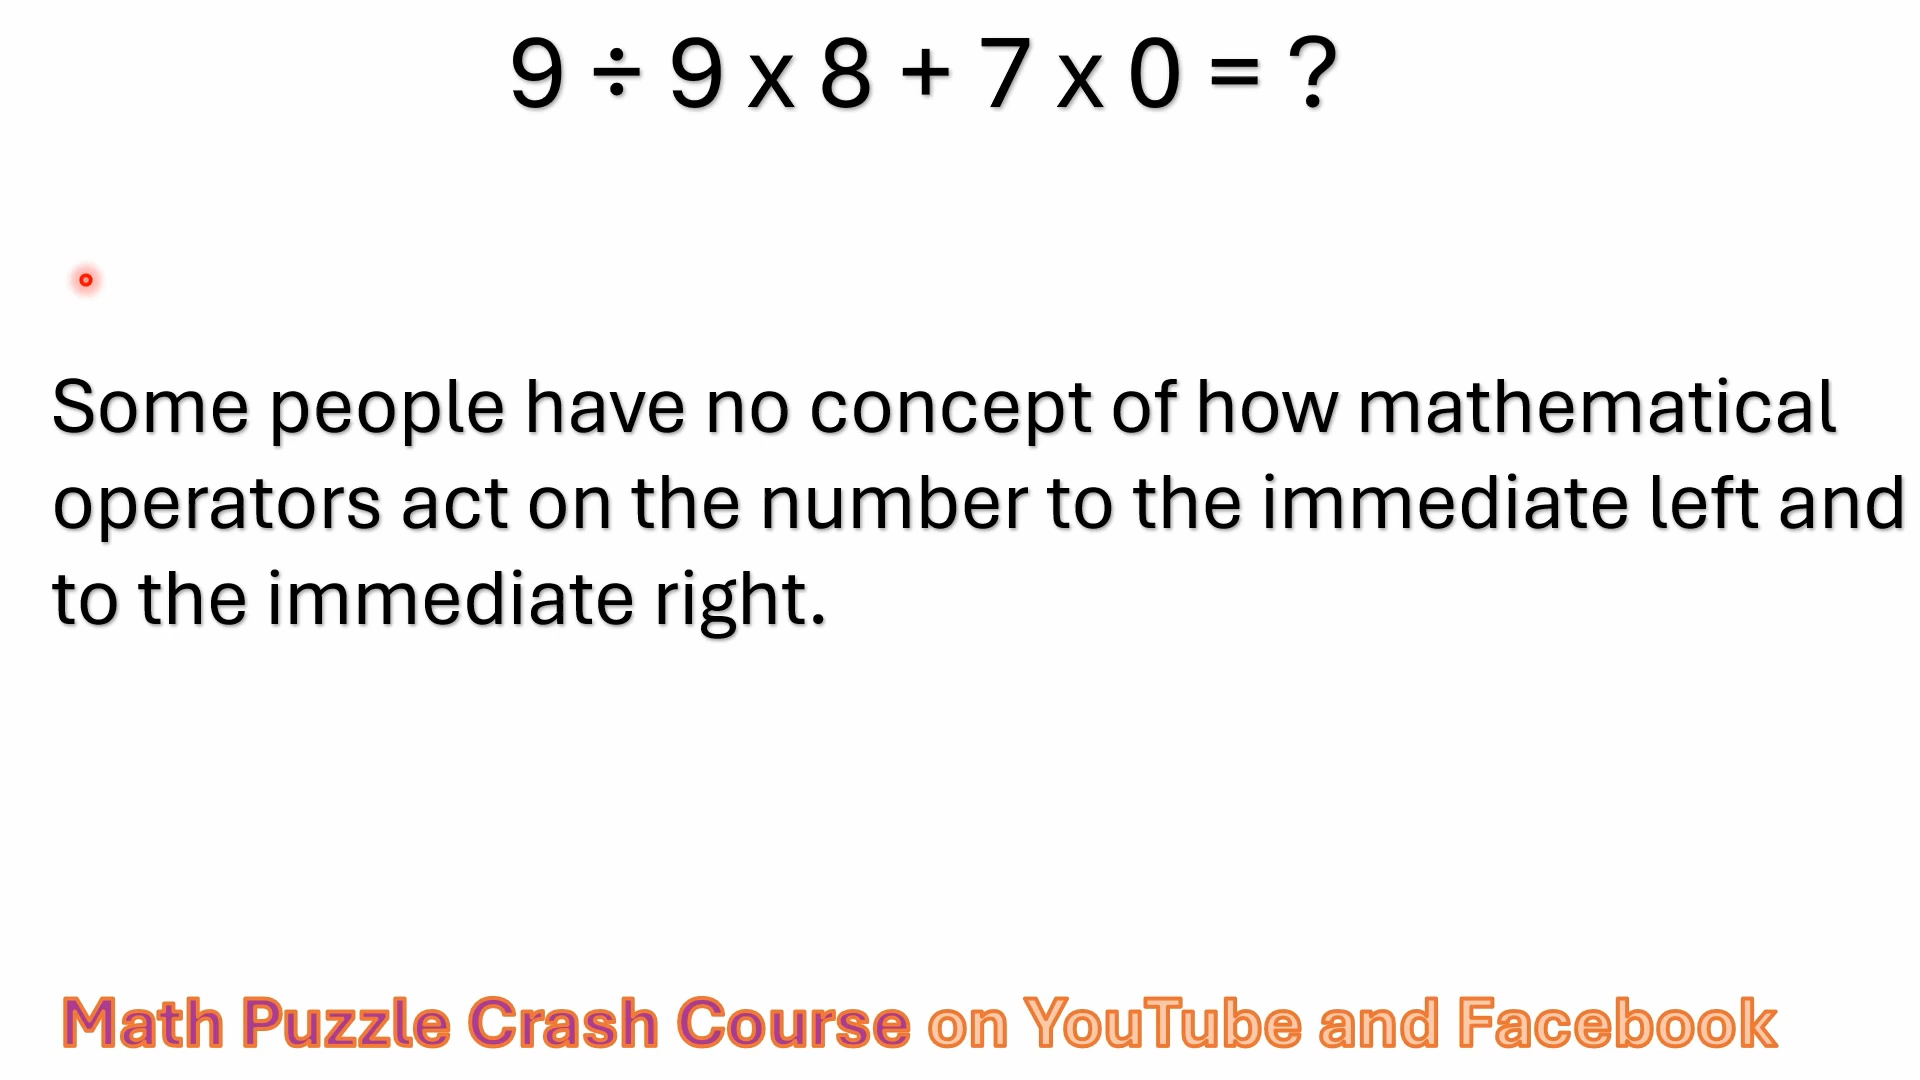 9 ÷ 9 x 8 + 7 x 0 = ?
Some people have no concept of how mathematical
operators act on the number to the immediate left and
to the immediate right.
Math Puzzle Crash Course on YouTube and Facebook